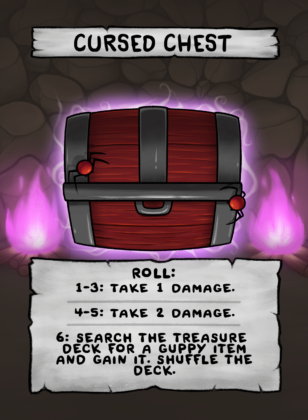 CURSED CHEST
ROLL:
1-3: TAKE 1 DAMAGE.
4-5: TAKE 2 DAMAGE.
6: SEARCH THE TREASURE
DECK FOR A GUPPY ITEM
AND GAIN IT. SHUFFLE THE
DECK.